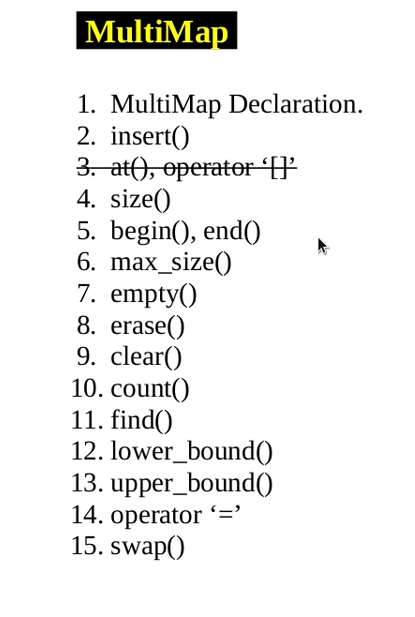 MultiMap
1. MultiMap Declaration.
2. insert()
3. at(), operator ‘[]’
4. size()
5. begin(), end()
6. max_size()
7. empty()
8. erase()
9. clear()
10. count()
11. find()
12. lower_bound()
13. upper_bound()
14. operator ‘=’
15. swap()